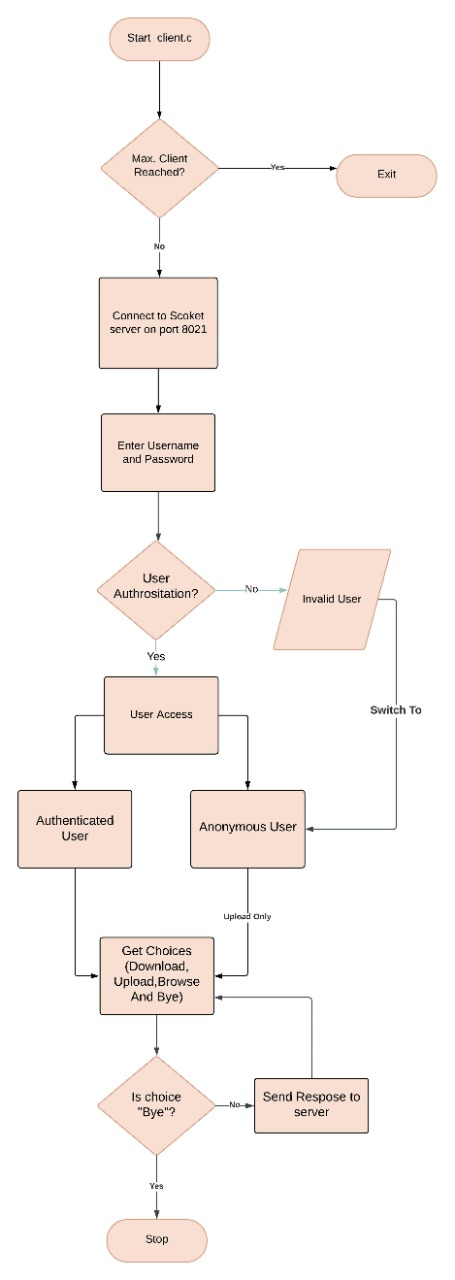 Start client.c
Max. Client
Reached?
Yes
Exit
No
Connect to Scoket
server on port 8021
Enter Username
and Password
User
Authrositation?
No
Invalid User
Yes
User Access
Switch To
Authenticated
User
Anonymous User
Upload Only
Get Choices
(Download,
Upload,Browse
And Bye)
Is choice
"Bye"?
No
Send Respose to
server
Yes
Stop